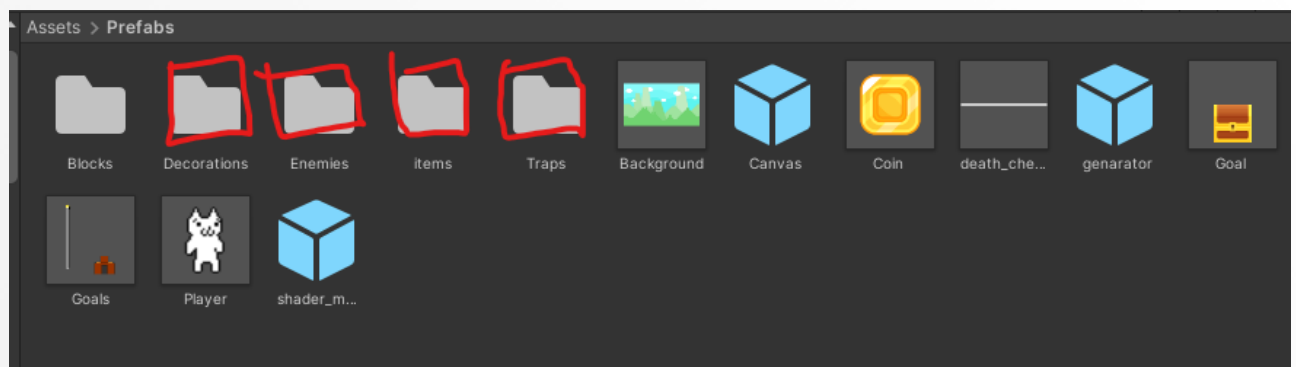 Assets > Prefabs
Blocks Decorations Enemies items Traps Background Canvas Coin death_che... genarator Goal
Goals Player shader_m...